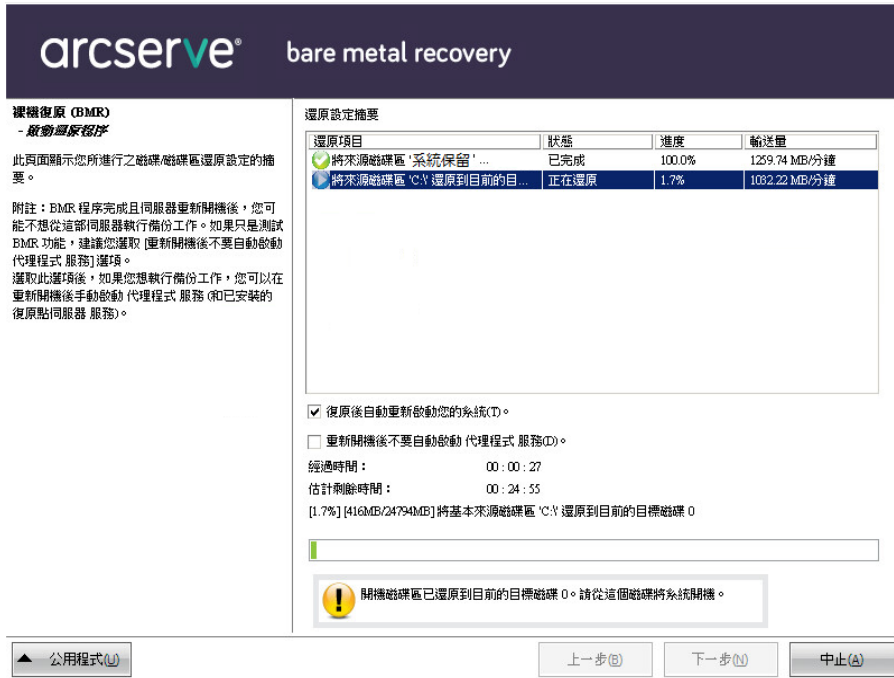 arcserve® bare metal recovery
裸機復原 (BMR)
- 啟動還原程序
此頁面顯示您所進行之磁碟/磁碟區還原設定的摘
要。
附註：BMR 程序完成且伺服器重新開機後，您可
能不想從這部伺服器執行備份工作。如果只是測試
BMR 功能，建議您選取 [重新開機後不要自動啟動
代理程式 服務] 選項。
選取此選項後，如果您想執行備份工作，您可以在
重新開機後手動啟動 代理程式 服務 (和已安裝的
復原點伺服器 服務)。
還原設定摘要
還原項目 狀態 進度 輸送量
將來源磁碟區 '系統保留' ... 已完成 100.0% 1259.74 MB/分鐘
將來源磁碟區 'C:\' 還原到目前的目... 正在還原 1.7% 1032.22 MB/分鐘
復原後自動重新啟動您的系統(T)。
重新開機後不要自動啟動 代理程式 服務(D)。
經過時間： 00 : 00 : 27
估計剩餘時間： 00 : 24 : 55
[1.7%] [416MB/24794MB] 將基本來源磁碟區 'C:\' 還原到目前的目標磁碟 0
開機磁碟區已還原到目前的目標磁碟 0。請從這個磁碟將系統開機。
公用程式(U) 上一步(B) 下一步(N) 中止(A)